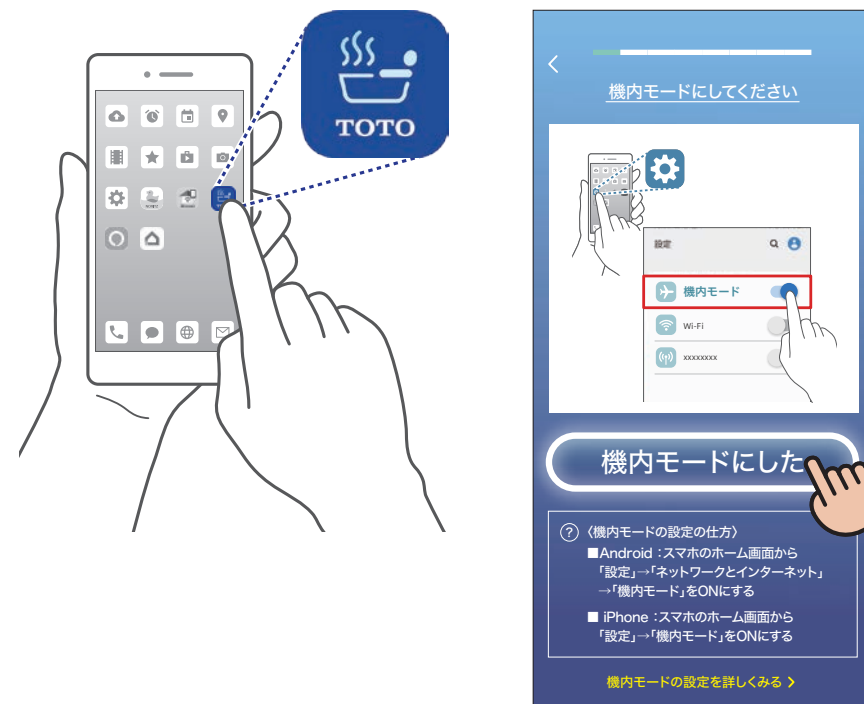 TOTO
機内モードにしてください
設定
機内モード
Wi-Fi
xxxxxxxx
機内モードにした
? 〈機内モードの設定の仕方〉
■Android:スマホのホーム画面から
「設定」→「ネットワークとインターネット」
→「機内モード」をONにする
■ iPhone:スマホのホーム画面から
「設定」→「機内モード」をONにする
機内モードの設定を詳しくみる